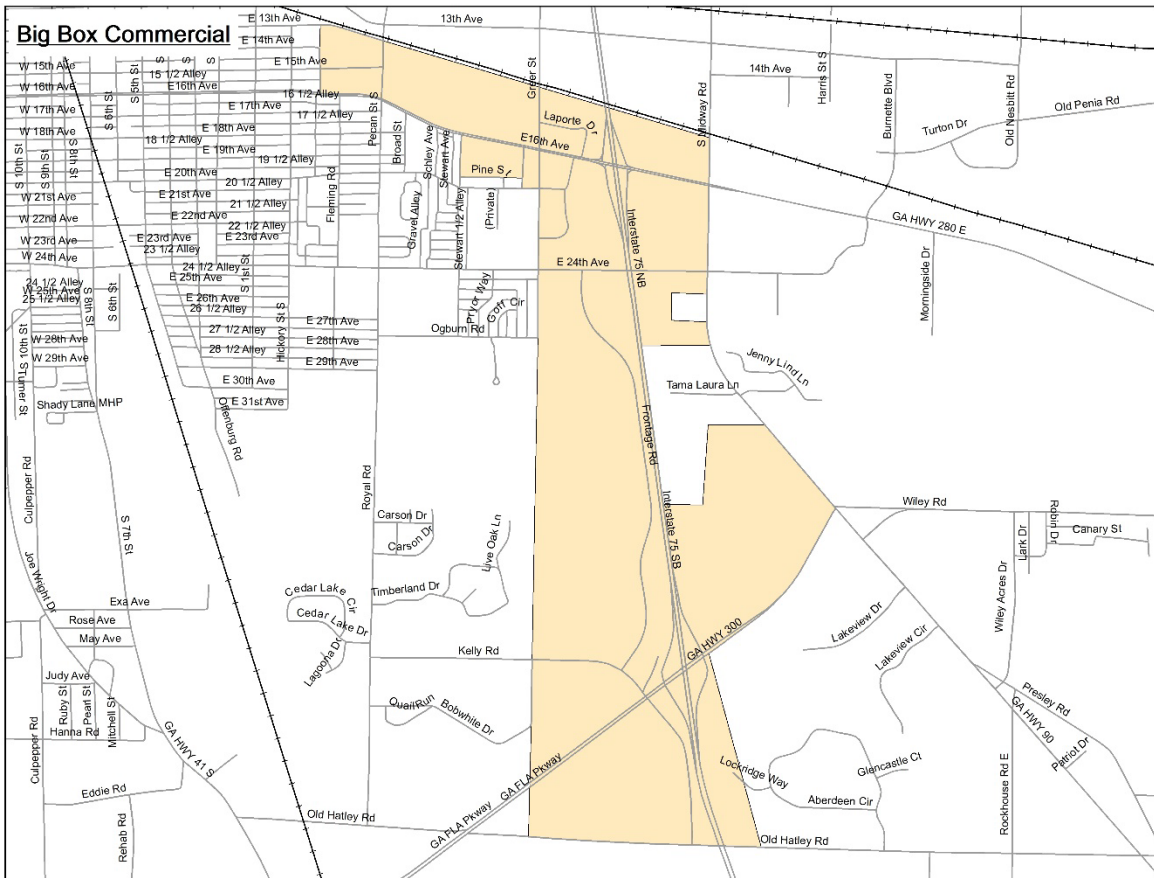 Big Box Commercial
E 13th Ave
13th Ave
E 14th Ave
E 15th Ave
W 15th Ave
15 1/2 Alley
W 16th Ave
E16th Ave
16 1/2 Alley
W 17th Ave
E 17th Ave
17 1/2 Alley
W 18th Ave
E 18th Ave
18 1/2 Alley
E 19th Ave
19 1/2 Alley
E 20th Ave
20 1/2 Alley
W 21st Ave
E 21st Ave
21 1/2 Alley
W 22nd Ave
E 22nd Ave
22 1/2 Alley
W 23rd Ave
E 23rd Ave
E 23rd Ave
23 1/2 Alley
W 24th Ave
24 1/2 Alley
E 25th Ave
24 1/2 Alley
W 25th Ave
25 1/2 Alley
E 26th Ave
26 1/2 Alley
E 27th Ave
27 1/2 Alley
W 28th Ave
E 28th Ave
28 1/2 Alley
W 29th Ave
E 29th Ave
E 30th Ave
E 31st Ave
S
S
S
S 5th St
S 6th St
S 8th St
S 9th St
S 10th St
S 8th St
S 6th St
S 1st St
Hickory St S
S 10th St
S Turner St
Shady Lane MHP
Offenburg Rd
Fleming Rd
Pecan St S
Broad St
Schley Ave
Stewart Ave
Gravel Alley
Stewart 1/2 Alley
(Private)
Pine S
Laporte Dr
Greer St
E16th Ave
S Midway Rd
14th Ave
Harris St S
Burnette Blvd
Turton Dr
Old Nesbitt Rd
Old Penia Rd
GA HWY 280 E
Morningside Dr
Interstate 75 NB
E 24th Ave
Pryor Way
Goff Cir
Ogburn Rd
Jenny Lind Ln
Tama Laura Ln
Frontage Rd
Interstate 75 SB
Wiley Rd
Robin Dr
Lark Dr
Canary St
Wiley Acres Dr
Culpepper Rd
S 7th St
Royal Rd
Carson Dr
Carson Dr
Live Oak Ln
Timberland Dr
Cedar Lake Cir
Cedar Lake Dr
Lagoona Dr
Joe Wright Dr
Exa Ave
Rose Ave
May Ave
Judy Ave
Ruby St
Pearl St
Mitchell St
Hanna Rd
Culpepper Rd
GA HWY 41 S
Eddie Rd
Rehab Rd
Kelly Rd
Quail Run
Bobwhite Dr
GA HWY 300
Lakeview Dr
Lakeview Cir
Presley Rd
GA HWY 90
Patriot Dr
Rockhouse Rd E
Lockridge Way
Glencastle Ct
Aberdeen Cir
GA FLA Pkway
GA FLA Pkway
Old Hatley Rd
Old Hatley Rd